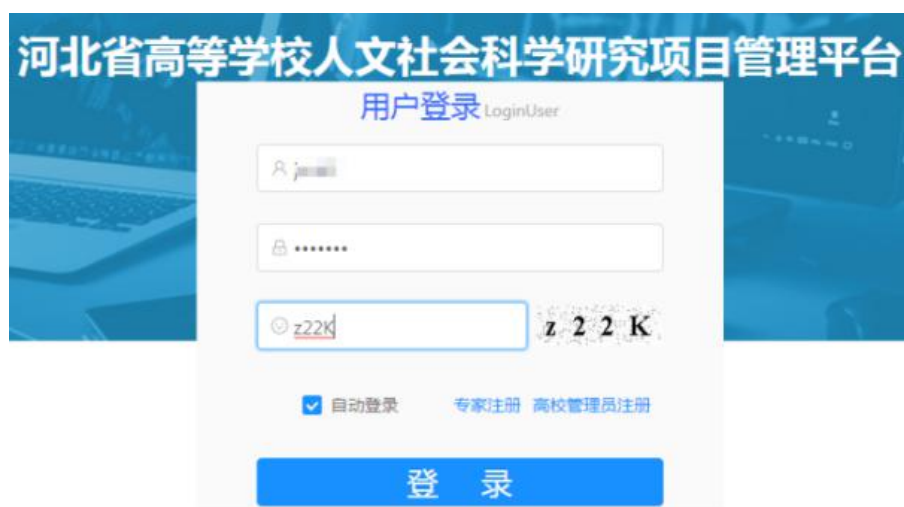 河北省高等学校人文社会科学研究项目管理平台
用户登录 LoginUser
z22K z 2 2 K
自动登录 专家注册 高校管理员注册
登 录